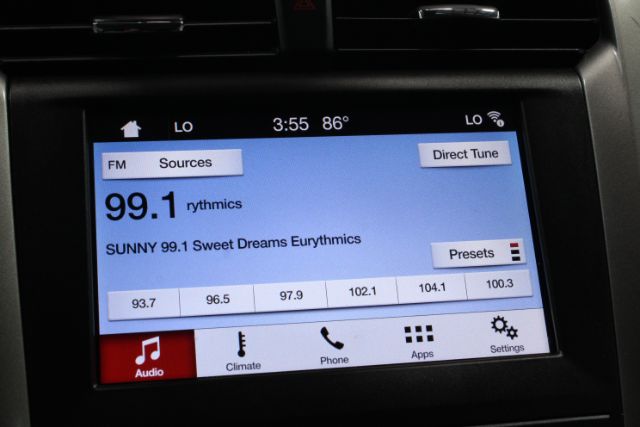 LO 3:55 86° LO
FM Sources Direct Tune
99.1 rythmics
SUNNY 99.1 Sweet Dreams Eurythmics
Presets
93.7 96.5 97.9 102.1 104.1 100.3
Audio Climate Phone Apps Settings